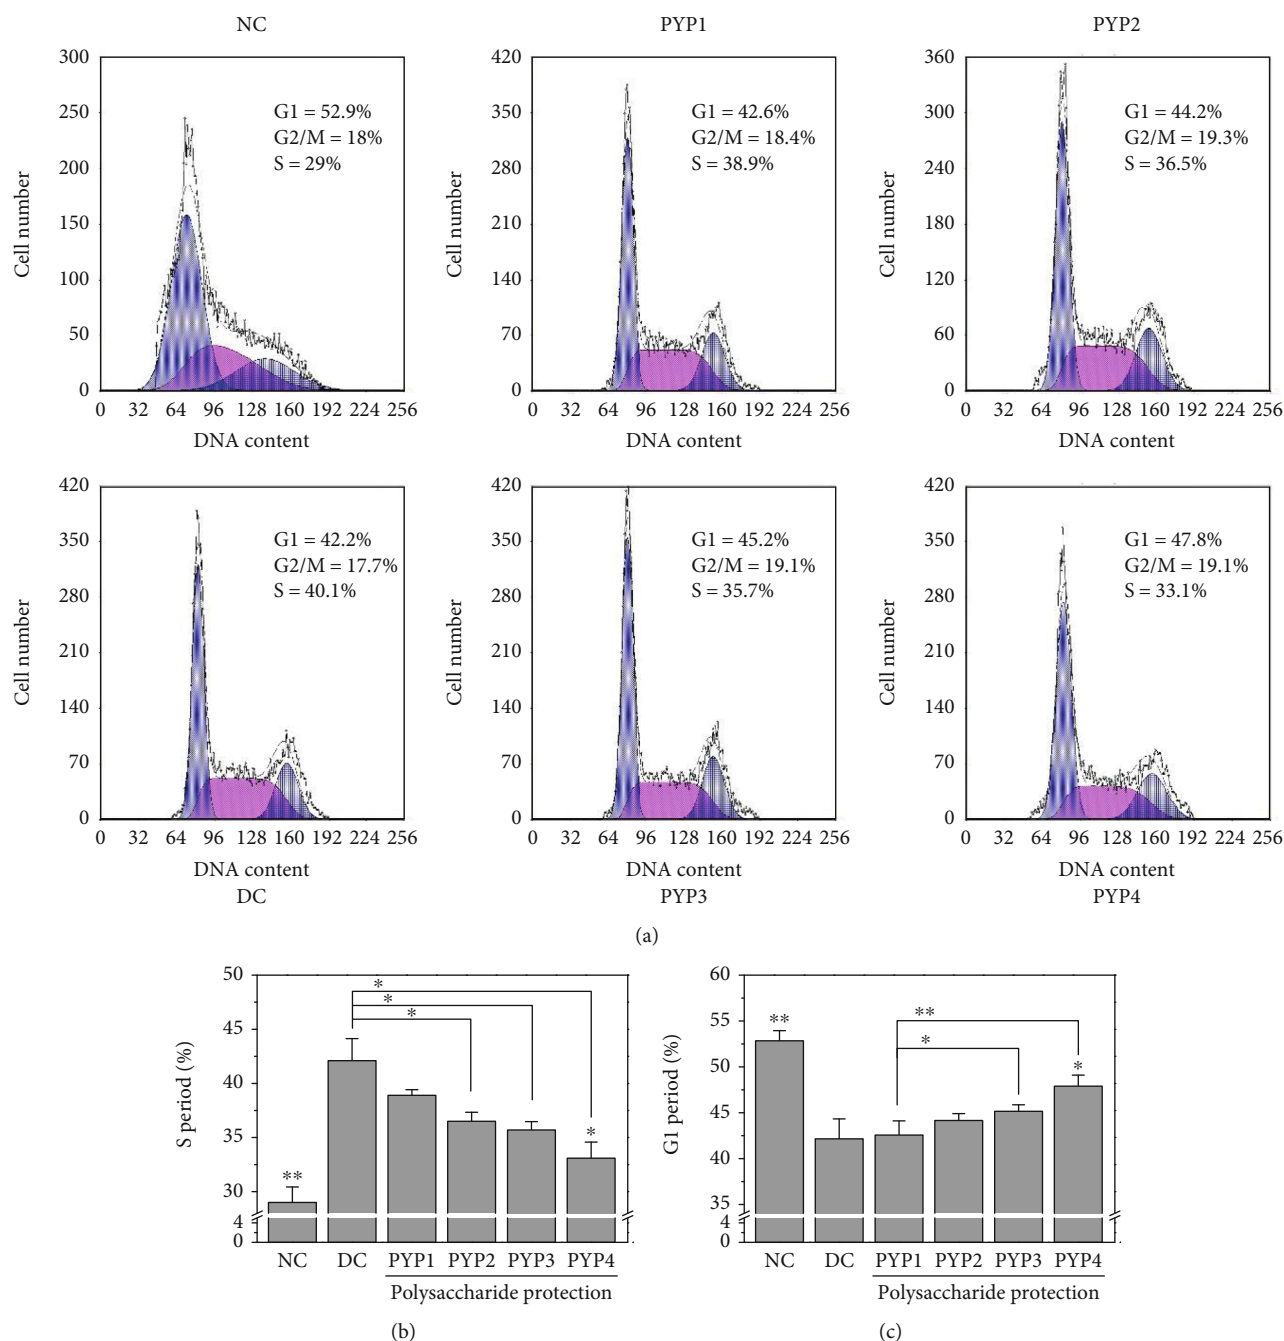 NC
300
250
200
150
100
50
0
Cell number
G1 = 52.9%
G2/M = 18%
S = 29%
0 32 64 96 128 160 192 224 256
DNA content
PYP1
420
350
280
210
140
70
0
Cell number
G1 = 42.6%
G2/M = 18.4%
S = 38.9%
0 32 64 96 128 160 192 224 256
DNA content
PYP2
360
300
240
180
120
60
0
Cell number
G1 = 44.2%
G2/M = 19.3%
S = 36.5%
0 32 64 96 128 160 192 224 256
DNA content
420
350
280
210
140
70
0
Cell number
G1 = 42.2%
G2/M = 17.7%
S = 40.1%
0 32 64 96 128 160 192 224 256
DNA content
DC
420
350
280
210
140
70
0
Cell number
G1 = 45.2%
G2/M = 19.1%
S = 35.7%
0 32 64 96 128 160 192 224 256
DNA content
PYP3
420
350
280
210
140
70
0
Cell number
G1 = 47.8%
G2/M = 19.1%
S = 33.1%
0 32 64 96 128 160 192 224 256
DNA content
PYP4
(a)
50
45
40
35
30
4
0
S period (%)
*
*
*
*
**
NC DC PYP1 PYP2 PYP3 PYP4
Polysaccharide protection
(b)
60
55
50
45
40
35
4
0
G1 period (%)
**
**
*
*
NC DC PYP1 PYP2 PYP3 PYP4
Polysaccharide protection
(c)